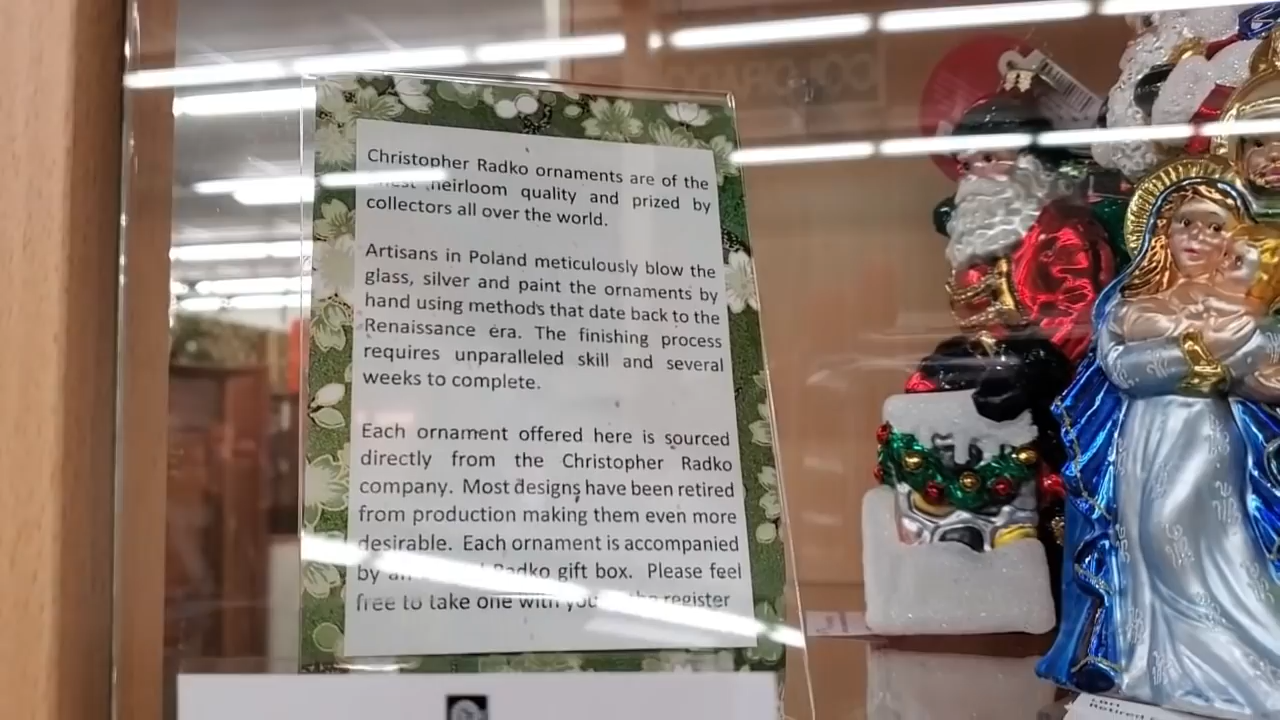 Christopher Radko ornaments are of the
heirloom quality and prized by
collectors all over the world.
Artisans in Poland meticulously blow the
glass, silver and paint the ornaments by
hand using methods that date back to the
Renaissance era. The finishing process
requires unparalleled skill and several
weeks to complete.
Each ornament offered here is sourced
directly from the Christopher Radko
company. Most designs have been retired
from production making them even more
desirable. Each ornament is accompanied
by Radko gift box. Please feel
free to take one with register
Retired